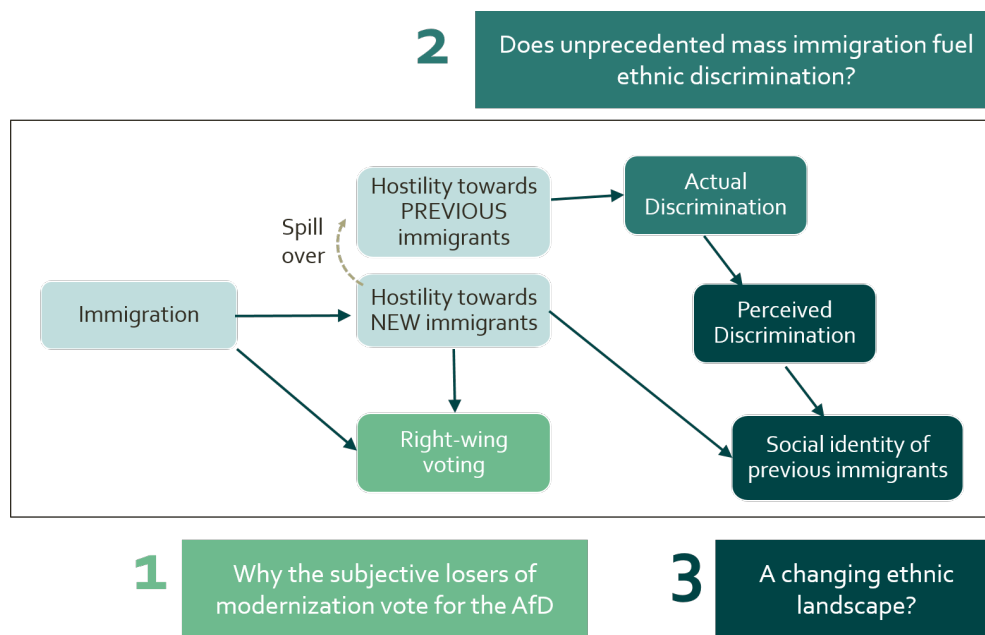 2
Does unprecedented mass immigration fuel
ethnic discrimination?
Hostility towards
PREVIOUS
immigrants
Actual
Discrimination
Spill
over
Immigration
Hostility towards
NEW immigrants
Perceived
Discrimination
Right-wing
voting
Social identity of
previous immigrants
1
Why the subjective losers of
modernization vote for the AfD
3
A changing ethnic
landscape?